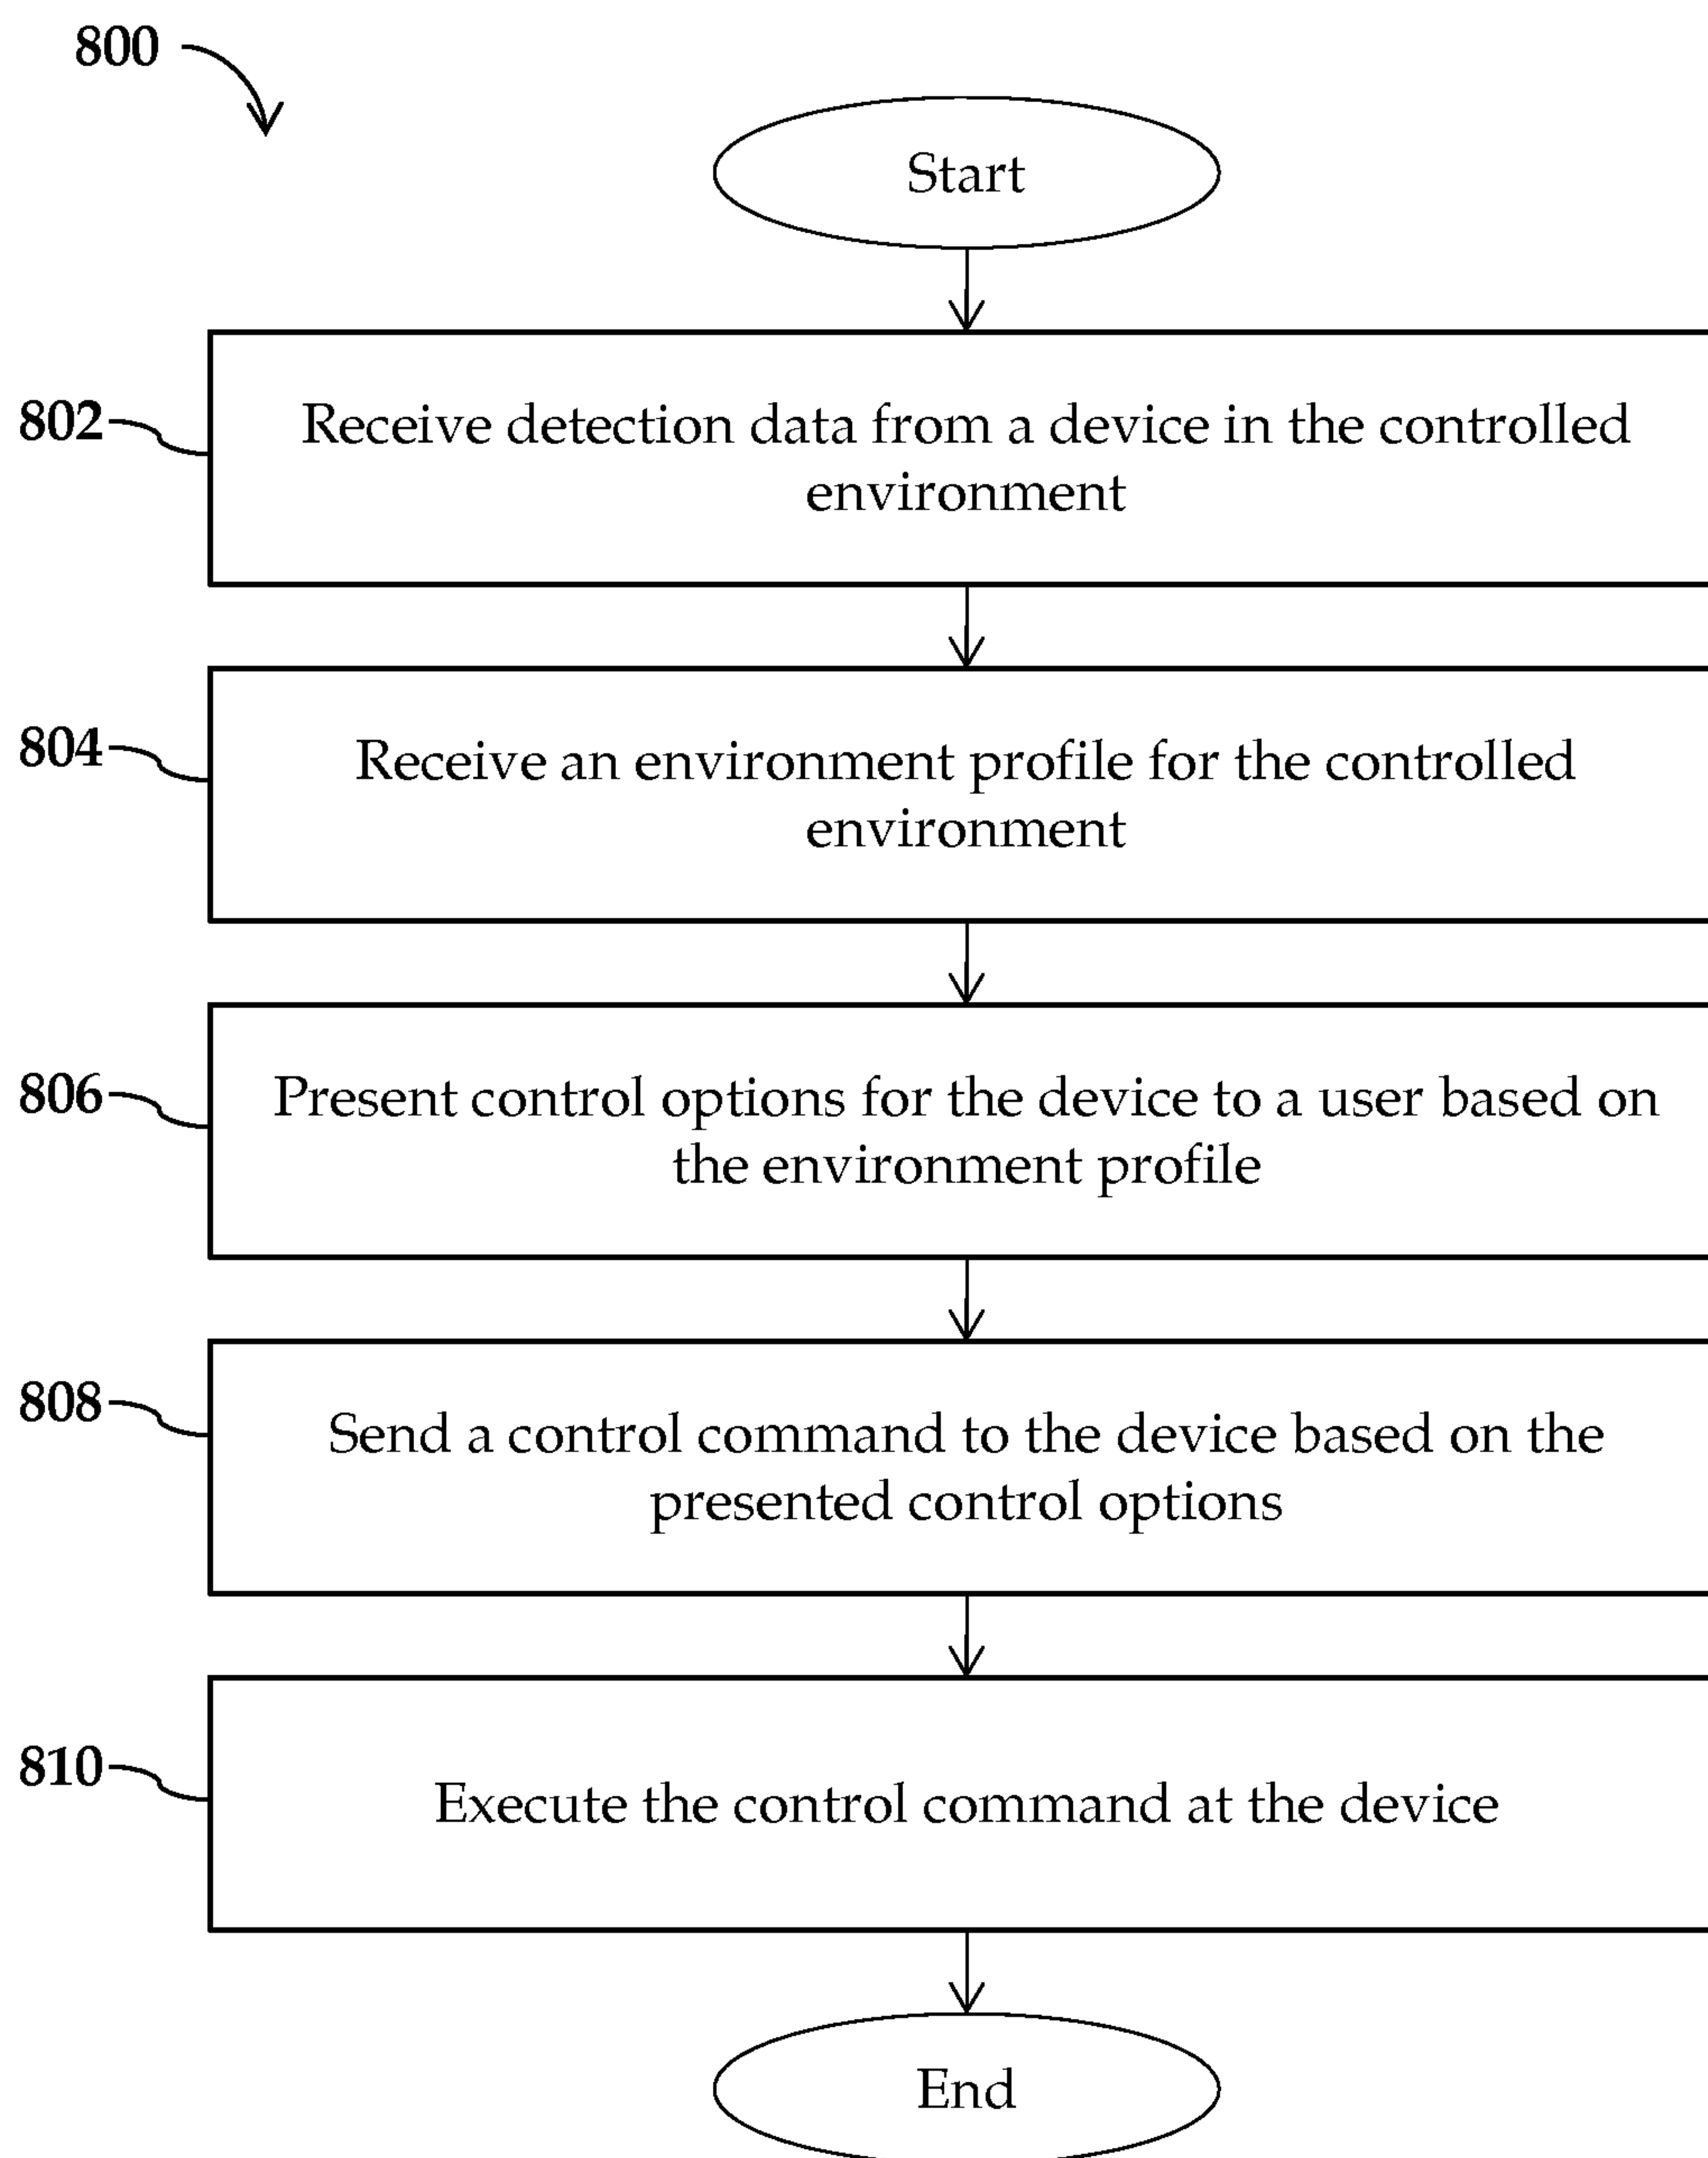 800
Start
802
Receive detection data from a device in the controlled
environment
804
Receive an environment profile for the controlled
environment
806
Present control options for the device to a user based on
the environment profile
808
Send a control command to the device based on the
presented control options
810
Execute the control command at the device
End